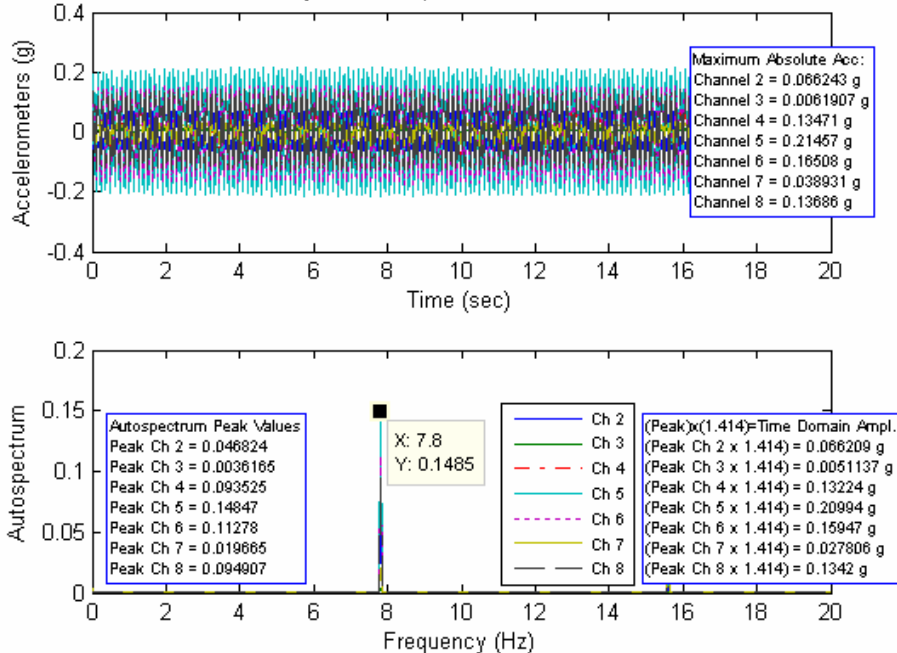 0.4
0.2
0
-0.2
-0.4
Accelerometers (g)
Maximum Absolute Acc:
Channel 2 = 0.066243 g
Channel 3 = 0.0061907 g
Channel 4 = 0.13471 g
Channel 5 = 0.21457 g
Channel 6 = 0.16508 g
Channel 7 = 0.038931 g
Channel 8 = 0.13686 g
0 2 4 6 8 10 12 14 16 18 20
Time (sec)
0.2
0.15
0.1
0.05
0
Autospectrum
Autospectrum Peak Values
Peak Ch 2 = 0.046824
Peak Ch 3 = 0.0036165
Peak Ch 4 = 0.093525
Peak Ch 5 = 0.14847
Peak Ch 6 = 0.11278
Peak Ch 7 = 0.019665
Peak Ch 8 = 0.094907
X: 7.8
Y: 0.1485
Ch 2
Ch 3
Ch 4
Ch 5
Ch 6
Ch 7
Ch 8
(Peak)x(1.414)=Time Domain Ampl.
(Peak Ch 2 x 1.414) = 0.066209 g
(Peak Ch 3 x 1.414) = 0.0051137 g
(Peak Ch 4 x 1.414) = 0.13224 g
(Peak Ch 5 x 1.414) = 0.20994 g
(Peak Ch 6 x 1.414) = 0.15947 g
(Peak Ch 7 x 1.414) = 0.027806 g
(Peak Ch 8 x 1.414) = 0.1342 g
0 2 4 6 8 10 12 14 16 18 20
Frequency (Hz)